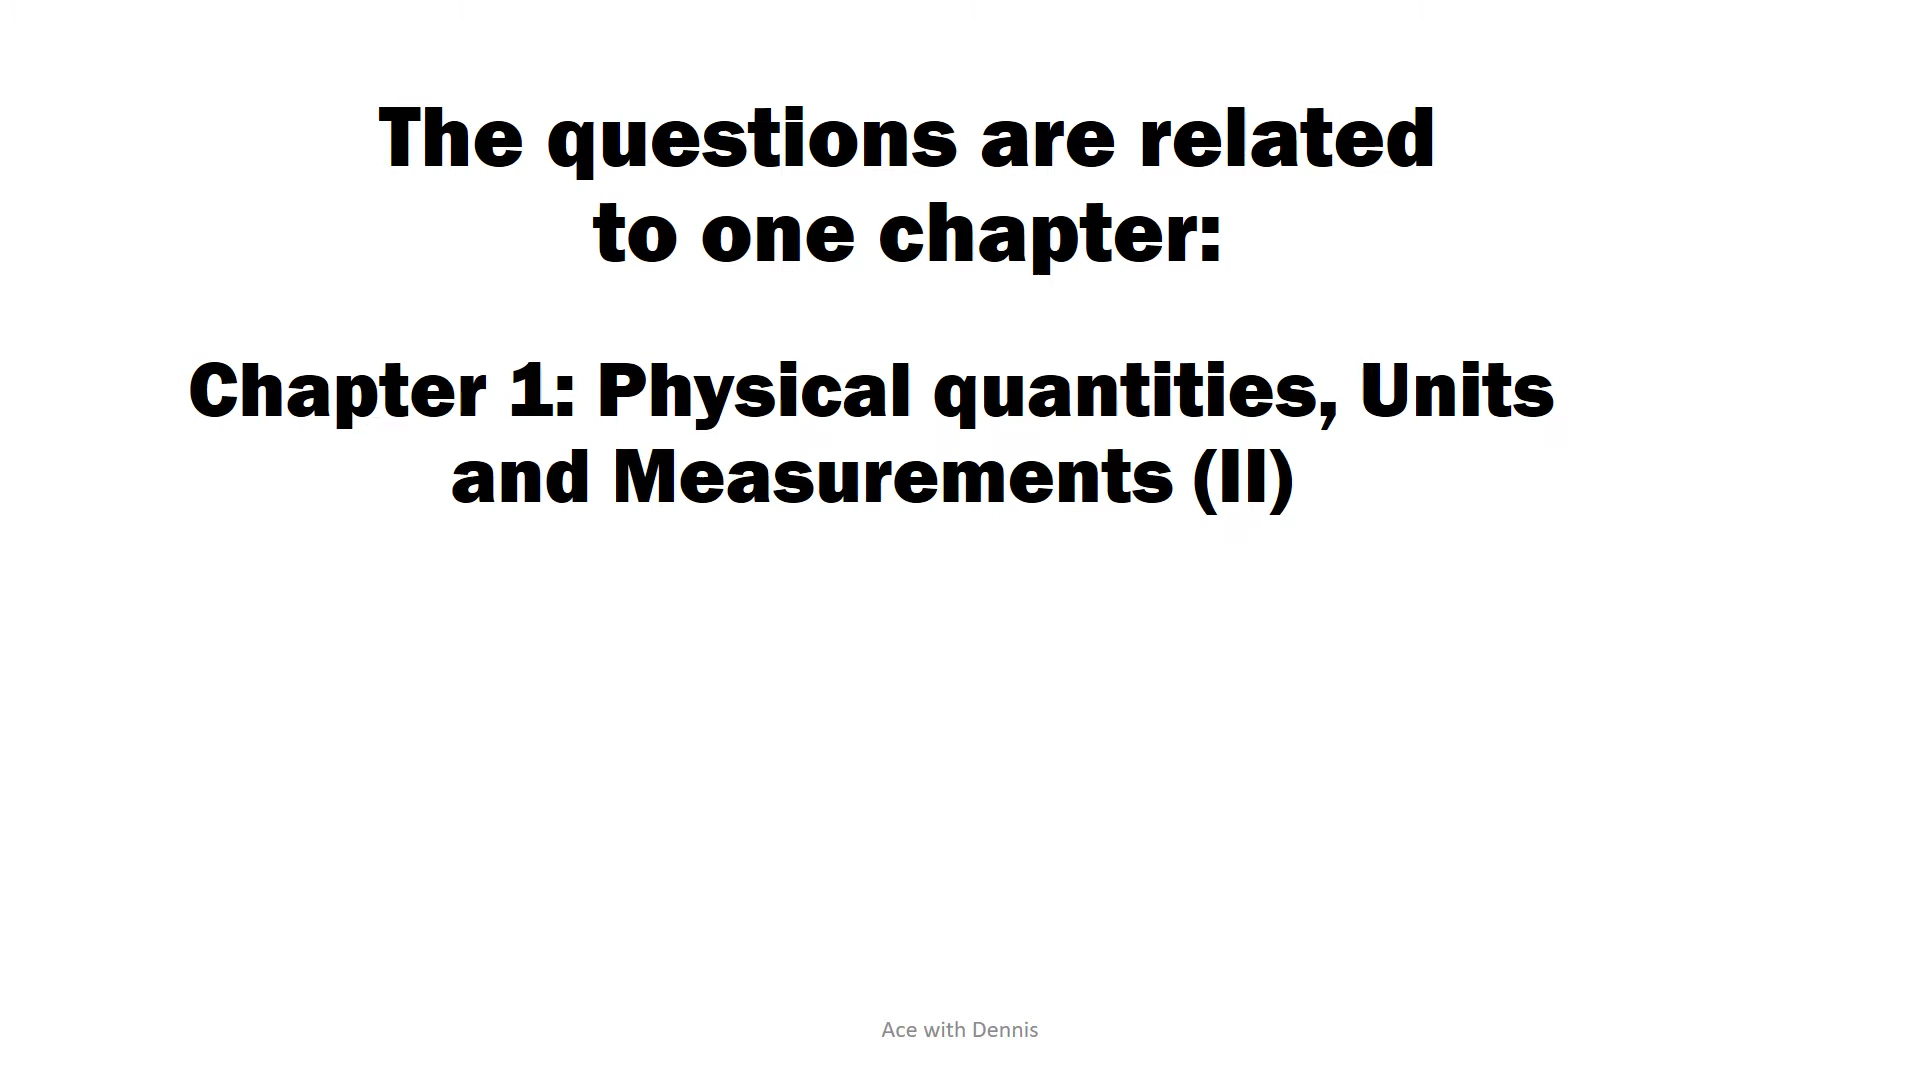 The questions are related
to one chapter:
Chapter 1: Physical quantities, Units
and Measurements (II)
Ace with Dennis